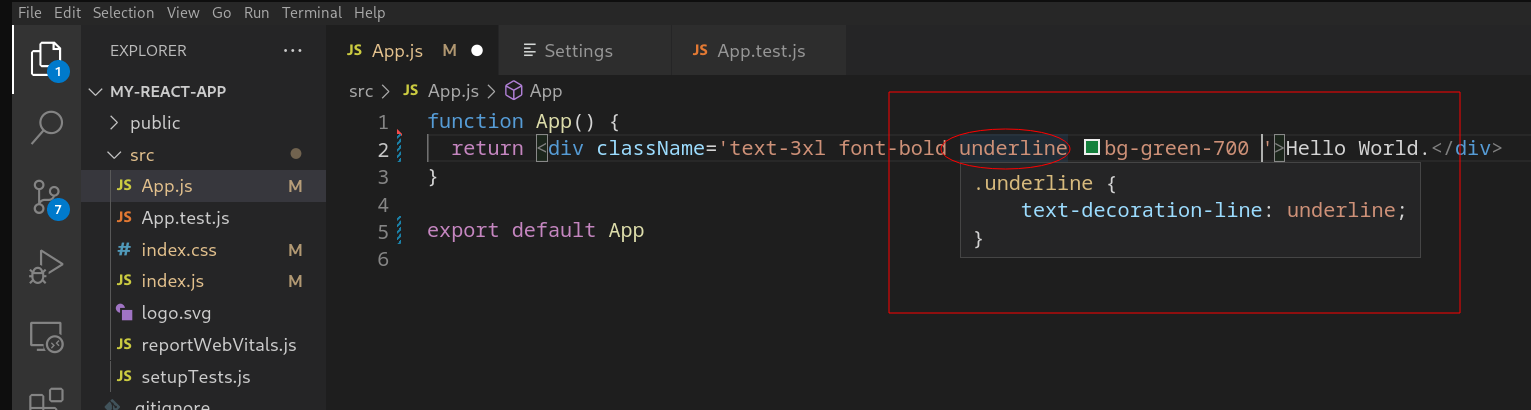 File Edit Selection View Go Run Terminal Help
EXPLORER ···
JS App.js M
Settings
JS App.test.js
1
MY-REACT-APP
src > JS App.js > App
public
1 function App() {
src
2 return <div className='text-3xl font-bold underline bg-green-700 '>Hello World.</div>
JS App.js M
3 }
.underline {
text-decoration-line: underline;
}
7
JS App.test.js
4
# index.css M
5 export default App
JS index.js M
6
logo.svg
JS reportWebVitals.js
JS setupTests.js
.gitignore